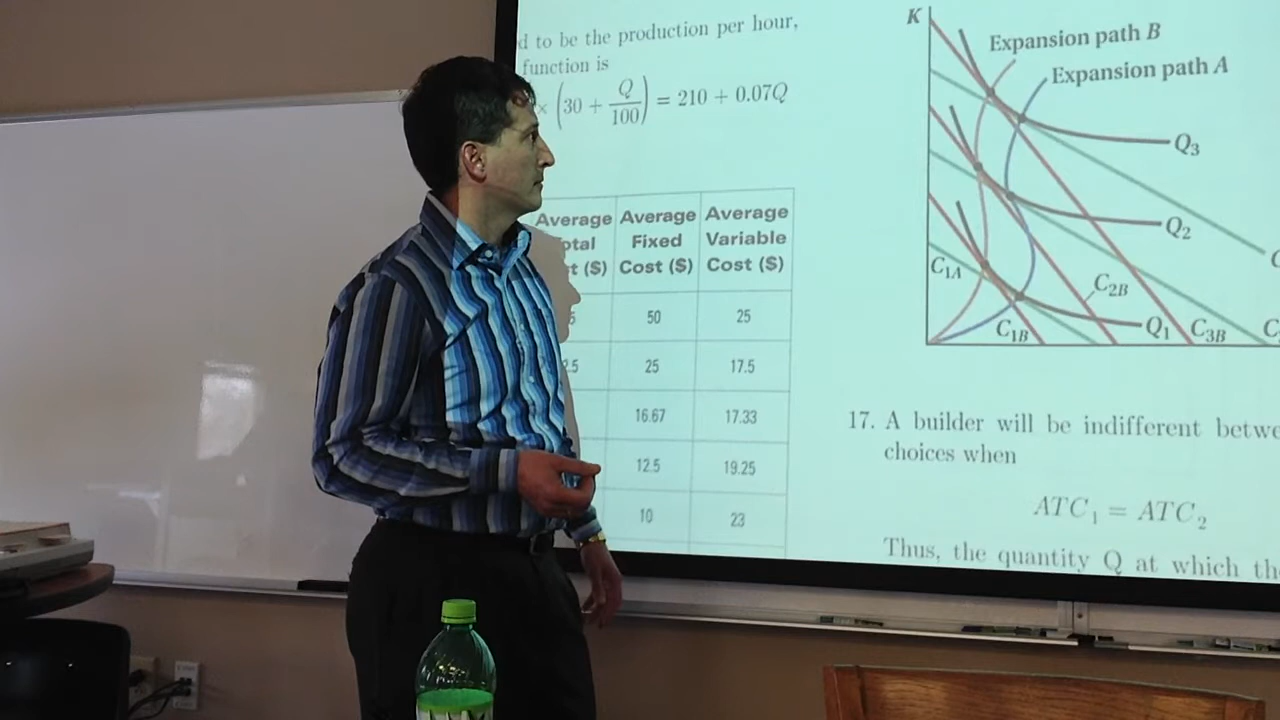 to be the production per hour,
function is
× (30 + Q/100) = 210 + 0.07Q
Average Average Average
Fixed Variable
($) Cost ($) Cost ($)
50 25
25 17.5
16.67 17.33
12.5 19.25
10 23
K
Expansion path B
Expansion path A
Q3
Q2
C1A
C2B
C1B Q1 C3B
17. A builder will be indifferent
choices when
ATC1 = ATC2
Thus, the quantity Q at which